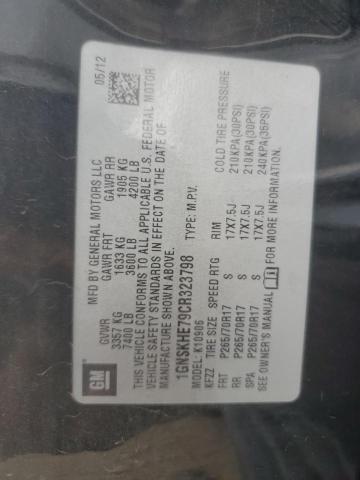 GM
MFD BY GENERAL MOTORS LLC
05/12
GVWR GAWR FRT GAWR RR
3357 KG 1633 KG 1905 KG
7400 LB 3600 LB 4200 LB
THIS VEHICLE CONFORMS TO ALL APPLICABLE U.S. FEDERAL MOTOR
VEHICLE SAFETY STANDARDS IN EFFECT ON THE DATE OF
MANUFACTURE SHOWN ABOVE.
1GNSKHE79CR323798 TYPE: M.P.V.
MODEL: K10906
KFZZ TIRE SIZE SPEED RTG RIM COLD TIRE PRESSURE
FRT P265/70R17 S 17X7.5J 210KPA(30PSI)
RR P265/70R17 S 17X7.5J 210KPA(30PSI)
SPA P265/70R17 S 17X7.5J 240KPA(35PSI)
SEE OWNER'S MANUAL FOR MORE INFORMATION.